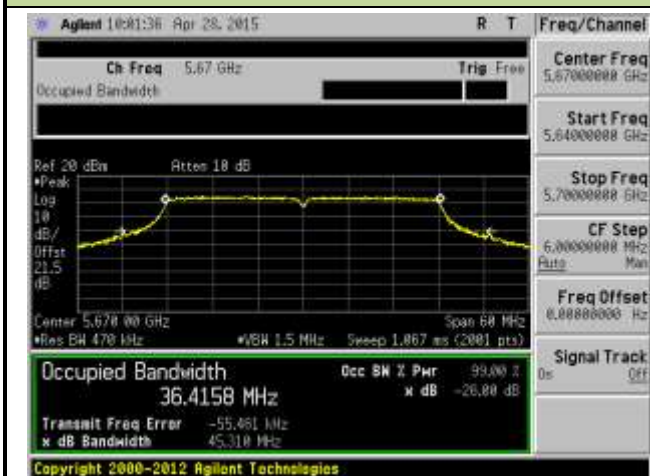 Agilent 10:01:36 Apr 28, 2015 R T
Freq/Channel
Ch Freq 5.67 GHz Trig Free
Occupied Bandwidth
Center Freq
5.67000000 GHz
Start Freq
5.64000000 GHz
Stop Freq
5.70000000 GHz
CF Step
6.00000000 MHz
Auto Man
Freq Offset
0.00000000 Hz
Signal Track
On Off
Ref 20 dBm Atten 10 dB
•Peak
Log
10
dB/
Offst
21.5
dB
Center 5.670 00 GHz Span 60 MHz
•Res BW 470 kHz •VBW 1.5 MHz Sweep 1.067 ms (2001 pts)
Occupied Bandwidth Occ BW % Pwr 99.00 %
36.4158 MHz x dB -26.00 dB
Transmit Freq Error -55.461 kHz
x dB Bandwidth 45.310 MHz
Copyright 2000-2012 Agilent Technologies